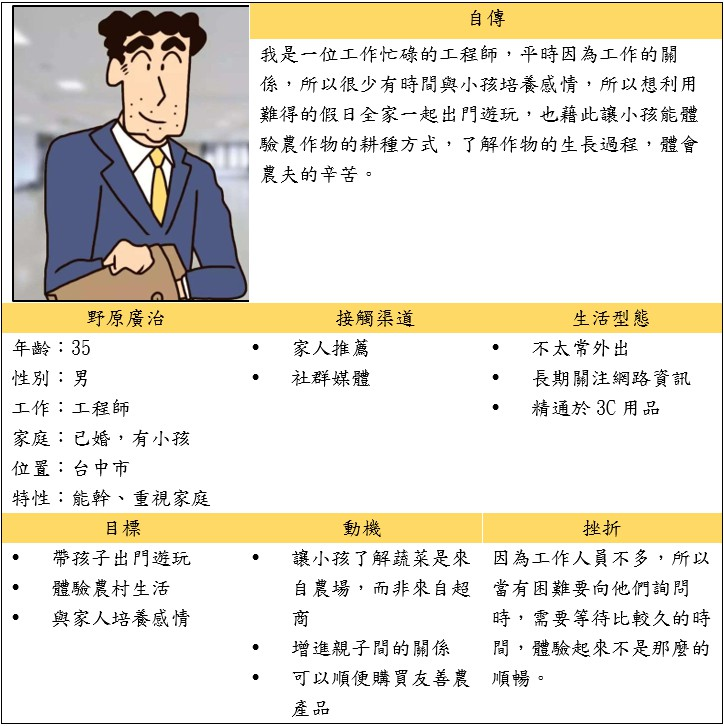 自傳
我是一位工作忙碌的工程師，平時因為工作的關
係，所以很少有時間與小孩培養感情，所以想利用
難得的假日全家一起出門遊玩，也藉此讓小孩能體
驗農作物的耕種方式，了解作物的生長過程，體會
農夫的辛苦。
野原廣治
年齡：35
性別：男
工作：工程師
家庭：已婚，有小孩
位置：台中市
特性：能幹、重視家庭
接觸渠道
• 家人推薦
• 社群媒體
生活型態
• 不太常外出
• 長期關注網路資訊
• 精通於 3C 用品
目標
• 帶孩子出門遊玩
• 體驗農村生活
• 與家人培養感情
動機
• 讓小孩了解蔬菜是來
自農場，而非來自超
商
• 增進親子間的關係
• 可以順便購買友善農
產品
挫折
因為工作人員不多，所以
當有困難要向他們詢問
時，需要等待比較久的時
間，體驗起來不是那麼的
順暢。